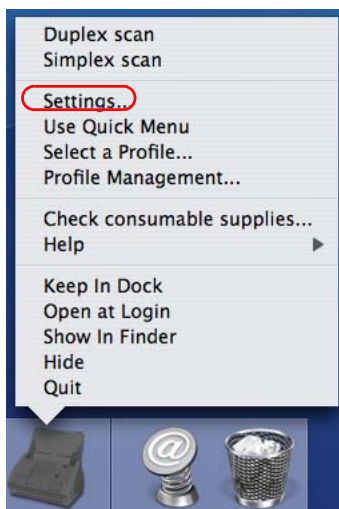 Duplex scan
Simplex scan
Settings...
Use Quick Menu
Select a Profile...
Profile Management...
Check consumable supplies...
Help
Keep In Dock
Open at Login
Show In Finder
Hide
Quit
@